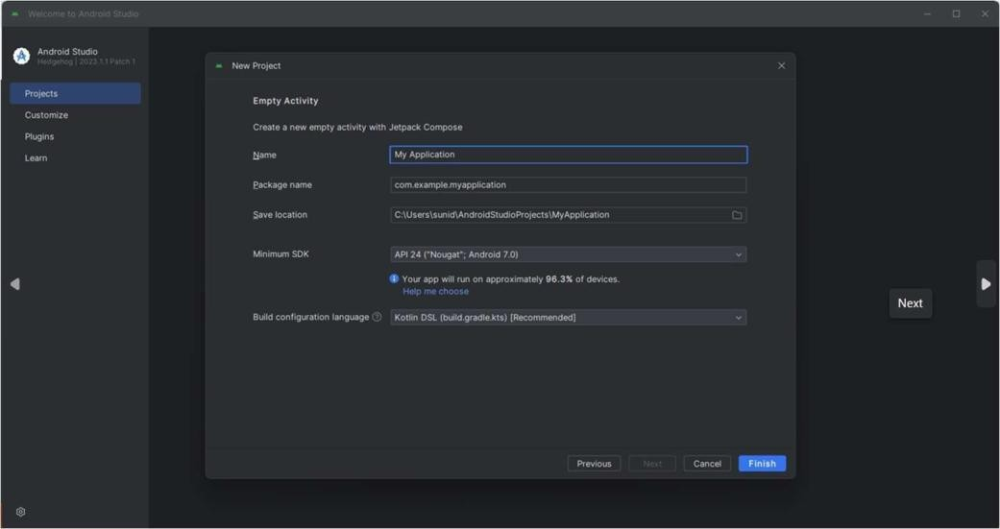 Welcome to Android Studio
Android Studio
Hedgehog | 2023.1.1 Patch 1
Projects
Customize
Plugins
Learn
New Project
Empty Activity
Create a new empty activity with Jetpack Compose
Name My Application
Package name com.example.myapplication
Save location C:\Users\sunid\AndroidStudioProjects\MyApplication
Minimum SDK API 24 ("Nougat"; Android 7.0)
Your app will run on approximately 96.3% of devices.
Help me choose
Build configuration language Kotlin DSL (build.gradle.kts) [Recommended]
Next
Previous Next Cancel Finish